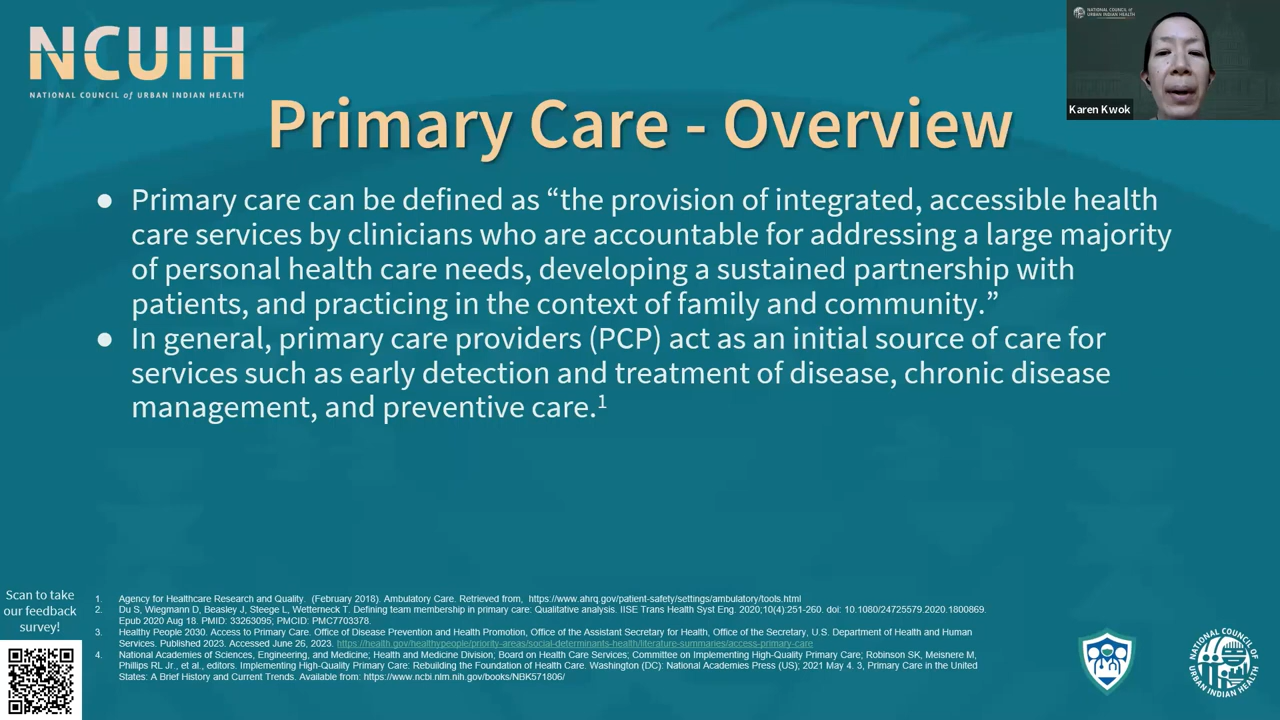 NCUIH
NATIONAL COUNCIL of URBAN INDIAN HEALTH
NATIONAL COUNCIL of
URBAN INDIAN HEALTH
Karen Kwok
Primary Care - Overview
● Primary care can be defined as “the provision of integrated, accessible health
care services by clinicians who are accountable for addressing a large majority
of personal health care needs, developing a sustained partnership with
patients, and practicing in the context of family and community.”
● In general, primary care providers (PCP) act as an initial source of care for
services such as early detection and treatment of disease, chronic disease
management, and preventive care.1
Scan to take
our feedback
survey!
1. Agency for Healthcare Research and Quality. (February 2018). Ambulatory Care. Retrieved from, https://www.ahrq.gov/patient-safety/settings/ambulatory/tools.html
2. Du S, Wiegmann D, Beasley J, Steege L, Wetterneck T. Defining team membership in primary care: Qualitative analysis. IISE Trans Health Syst Eng. 2020;10(4):251-260. doi: 10.1080/24725579.2020.1800869.
Epub 2020 Aug 18. PMID: 33263095; PMCID: PMC7703378.
3. Healthy People 2030. Access to Primary Care. Office of Disease Prevention and Health Promotion, Office of the Assistant Secretary for Health, Office of the Secretary, U.S. Department of Health and Human
Services. Published 2023. Accessed June 26, 2023. https://health.gov/healthypeople/priority-areas/social-determinants-health/literature-summaries/access-primary-care
4. National Academies of Sciences, Engineering, and Medicine; Health and Medicine Division; Board on Health Care Services; Committee on Implementing High-Quality Primary Care; Robinson SK, Meisnere M,
Phillips RL Jr., et al., editors. Implementing High-Quality Primary Care: Rebuilding the Foundation of Health Care. Washington (DC): National Academies Press (US); 2021 May 4. 3, Primary Care in the United
States: A Brief History and Current Trends. Available from: https://www.ncbi.nlm.nih.gov/books/NBK571806/
NATIONAL COUNCIL OF URBAN INDIAN HEALTH